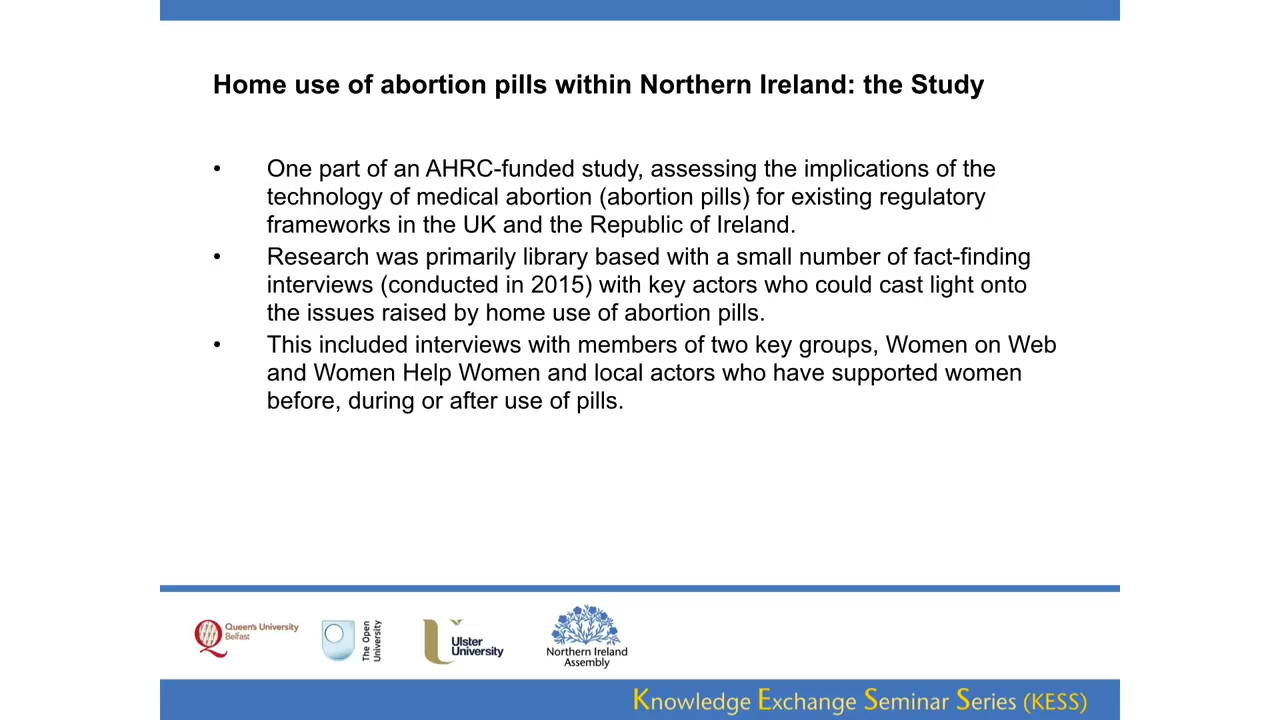 Home use of abortion pills within Northern Ireland: the Study
• One part of an AHRC-funded study, assessing the implications of the
technology of medical abortion (abortion pills) for existing regulatory
frameworks in the UK and the Republic of Ireland.
• Research was primarily library based with a small number of fact-finding
interviews (conducted in 2015) with key actors who could cast light onto
the issues raised by home use of abortion pills.
• This included interviews with members of two key groups, Women on Web
and Women Help Women and local actors who have supported women
before, during or after use of pills.
Queen's University
Belfast
The Open
University
Ulster
University
Northern Ireland
Assembly
Knowledge Exchange Seminar Series (KESS)